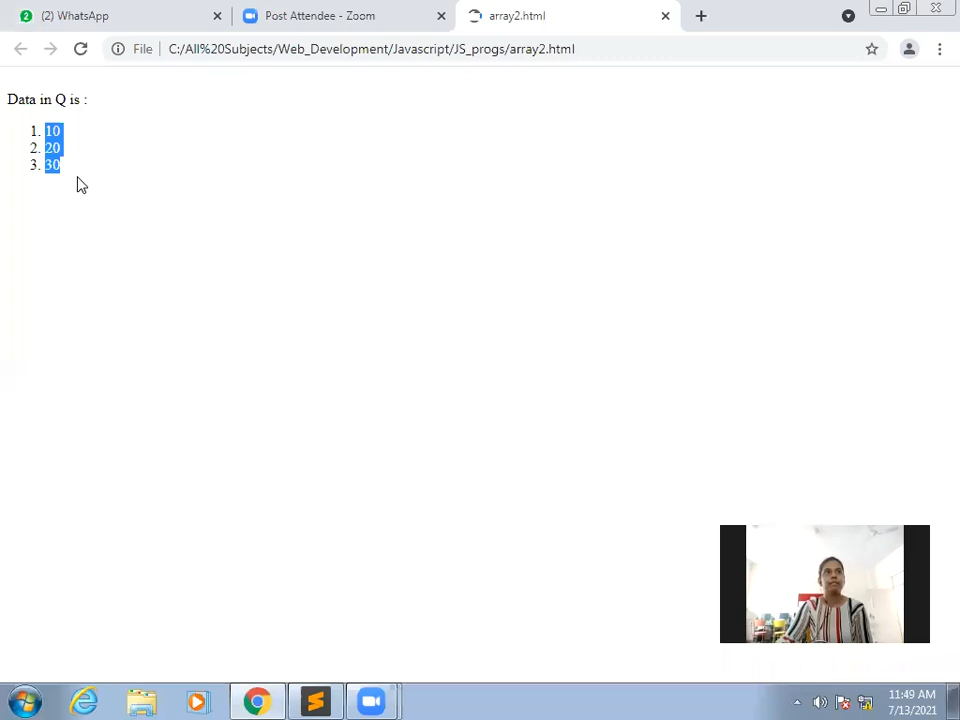 2
(2) WhatsApp
Post Attendee - Zoom
array2.html
File
C:/All%20Subjects/Web_Development/Javascript/JS_progs/array2.html
Data in Q is :
1. 10
2. 20
3. 30
11:49 AM
7/13/2021